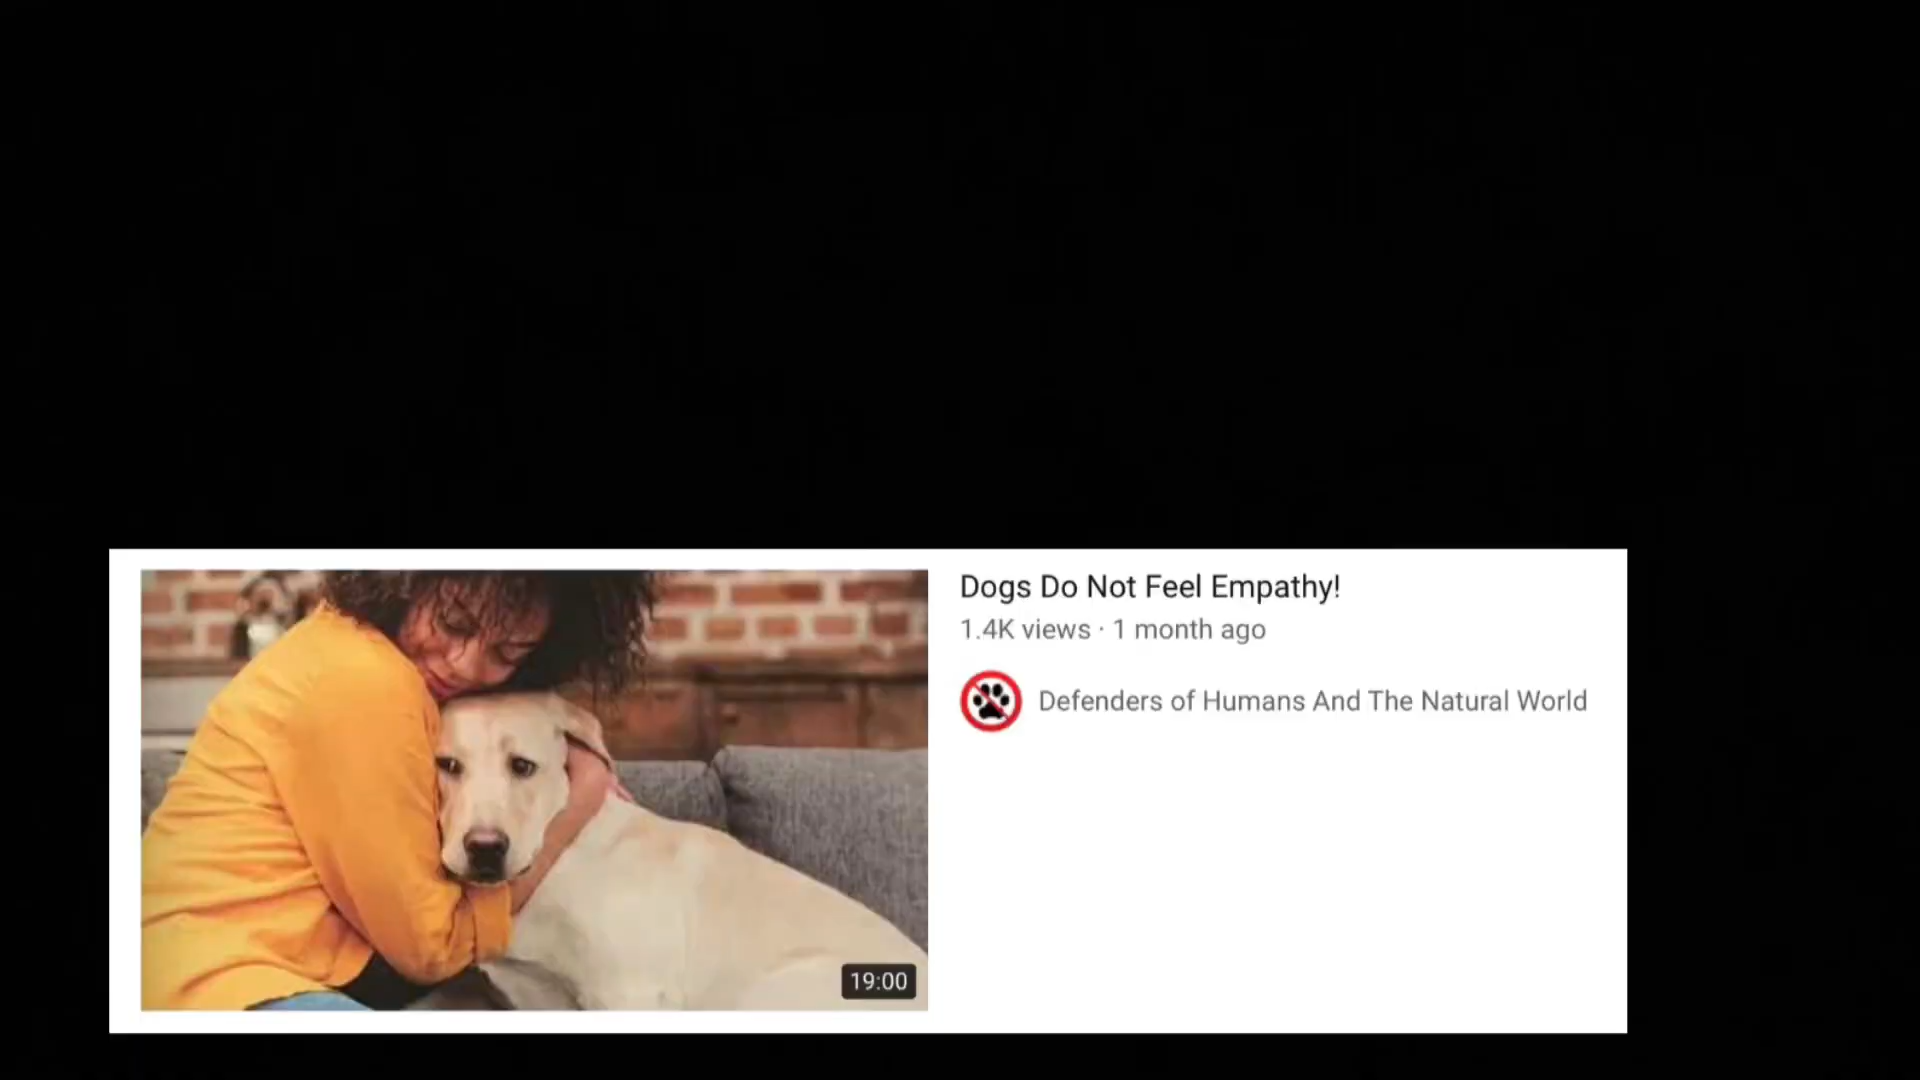 Dogs Do Not Feel Empathy!
1.4K views · 1 month ago
Defenders of Humans And The Natural World
19:00